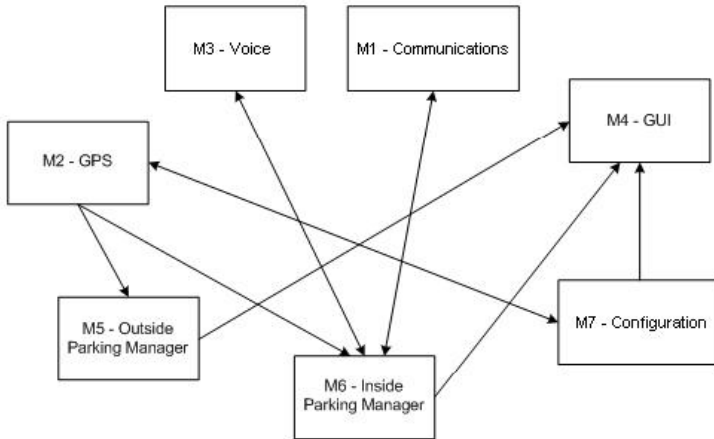 M3 - Voice
M1 - Communications
M4 - GUI
M2 - GPS
M5 - Outside
Parking Manager
M7 - Configuration
M6 - Inside
Parking Manager